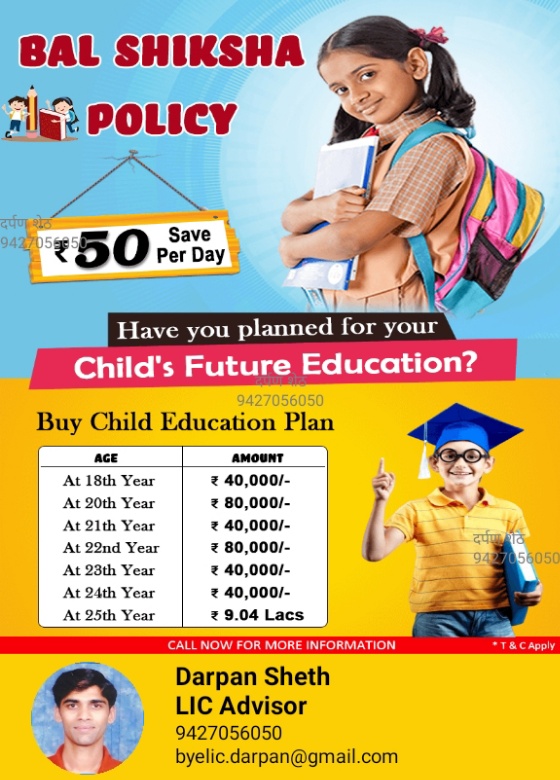 BAL SHIKSHA
POLICY
दर्पण शेठ
9427056050
₹50 Save
Per Day
Have you planned for your
Child's Future Education?
दर्पण शेठ
9427056050
Buy Child Education Plan
AGE AMOUNT
At 18th Year ₹ 40,000/-
At 20th Year ₹ 80,000/-
At 21th Year ₹ 40,000/-
At 22nd Year ₹ 80,000/-
At 23th Year ₹ 40,000/-
At 24th Year ₹ 40,000/-
At 25th Year ₹ 9.04 Lacs
दर्पण शेठ
9427056050
CALL NOW FOR MORE INFORMATION * T & C Apply
Darpan Sheth
LIC Advisor
9427056050
byelic.darpan@gmail.com